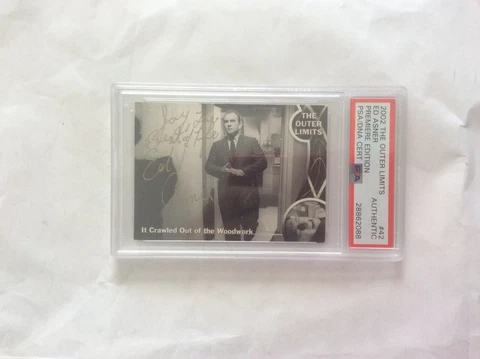 THE
OUTER
LIMITS
It Crawled Out of the Woodwork
2002 THE OUTER LIMITS #42
ED ASNER AUTHENTIC
PREMIERE EDITION
PSA/DNA CERT 28862088